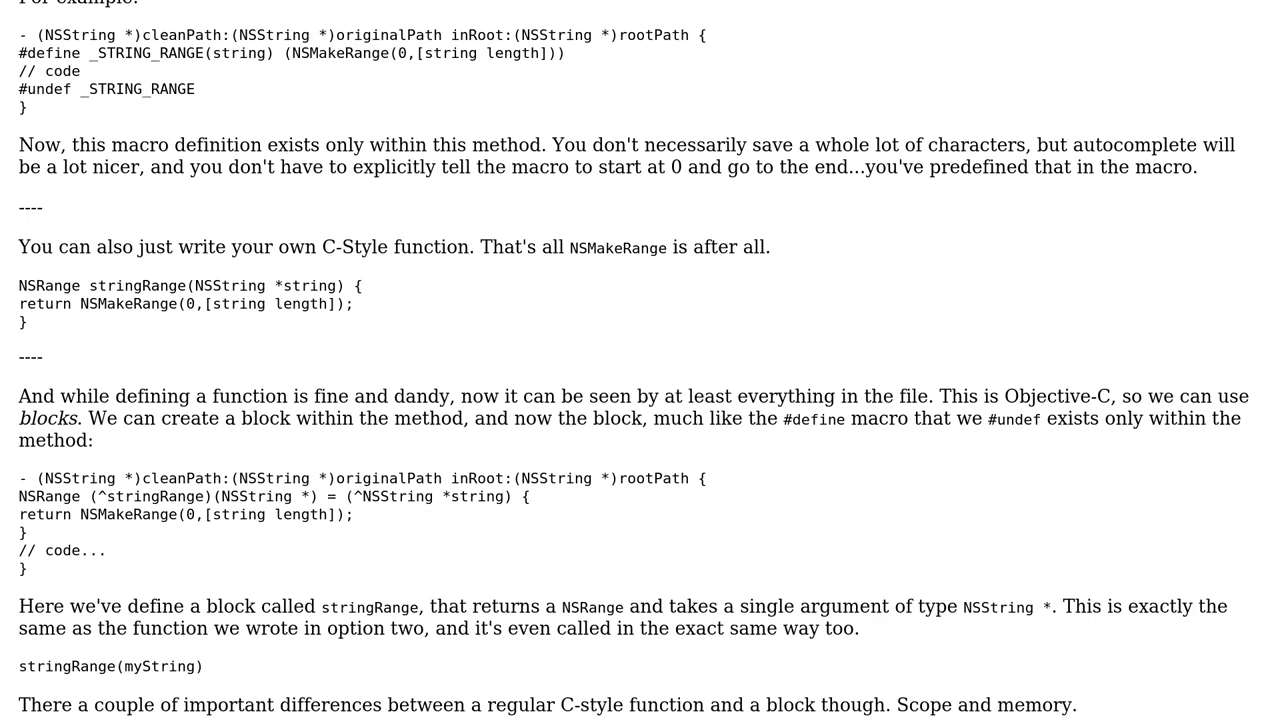 For example:
- (NSString *)cleanPath:(NSString *)originalPath inRoot:(NSString *)rootPath {
#define _STRING_RANGE(string) (NSMakeRange(0,[string length]))
// code
#undef _STRING_RANGE
}
Now, this macro definition exists only within this method. You don't necessarily save a whole lot of characters, but autocomplete will
be a lot nicer, and you don't have to explicitly tell the macro to start at 0 and go to the end...you've predefined that in the macro.
----
You can also just write your own C-Style function. That's all NSMakeRange is after all.
NSRange stringRange(NSString *string) {
return NSMakeRange(0,[string length]);
}
----
And while defining a function is fine and dandy, now it can be seen by at least everything in the file. This is Objective-C, so we can use
blocks. We can create a block within the method, and now the block, much like the #define macro that we #undef exists only within the
method:
- (NSString *)cleanPath:(NSString *)originalPath inRoot:(NSString *)rootPath {
NSRange (^stringRange)(NSString *) = (^NSString *string) {
return NSMakeRange(0,[string length]);
}
// code...
}
Here we've define a block called stringRange, that returns a NSRange and takes a single argument of type NSString *. This is exactly the
same as the function we wrote in option two, and it's even called in the exact same way too.
stringRange(myString)
There a couple of important differences between a regular C-style function and a block though. Scope and memory.